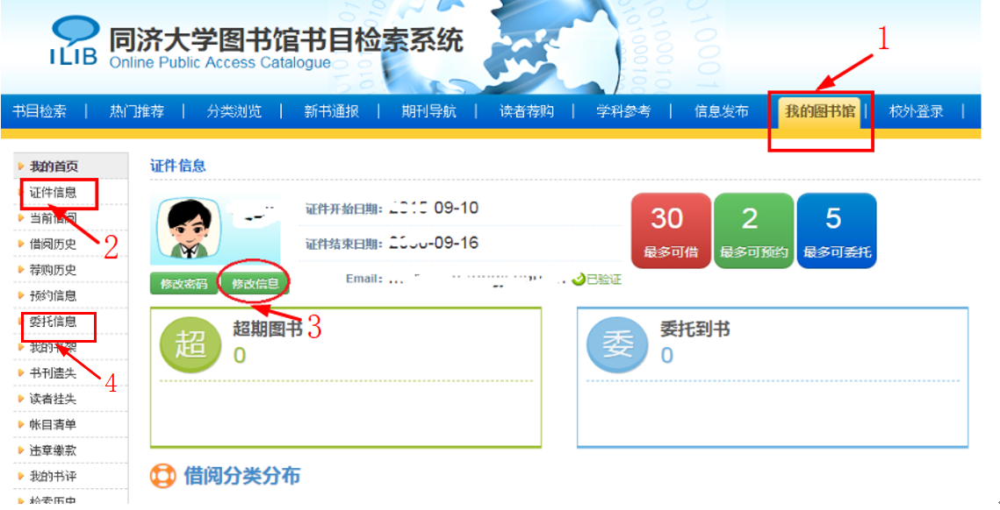 ILIB
同济大学图书馆书目检索系统
Online Public Access Catalogue
1
书目检索 | 热门推荐 | 分类浏览 | 新书通报 | 期刊导航 | 读者荐购 | 学科参考 | 信息发布 我的图书馆 | 校外登录 |
我的首页
证件信息
当前借阅
2
借阅历史
荐购历史
预约信息
委托信息
我的书架
4
书刊遗失
读者挂失
帐目清单
违章缴款
我的书评
检索历史
证件信息
证件开始日期: 09-10
证件结束日期: 09-16
Email:
已验证
修改密码 修改信息
3
30
最多可借
2
最多可预约
5
最多可委托
超
超期图书
0
委
委托到书
0
借阅分类分布